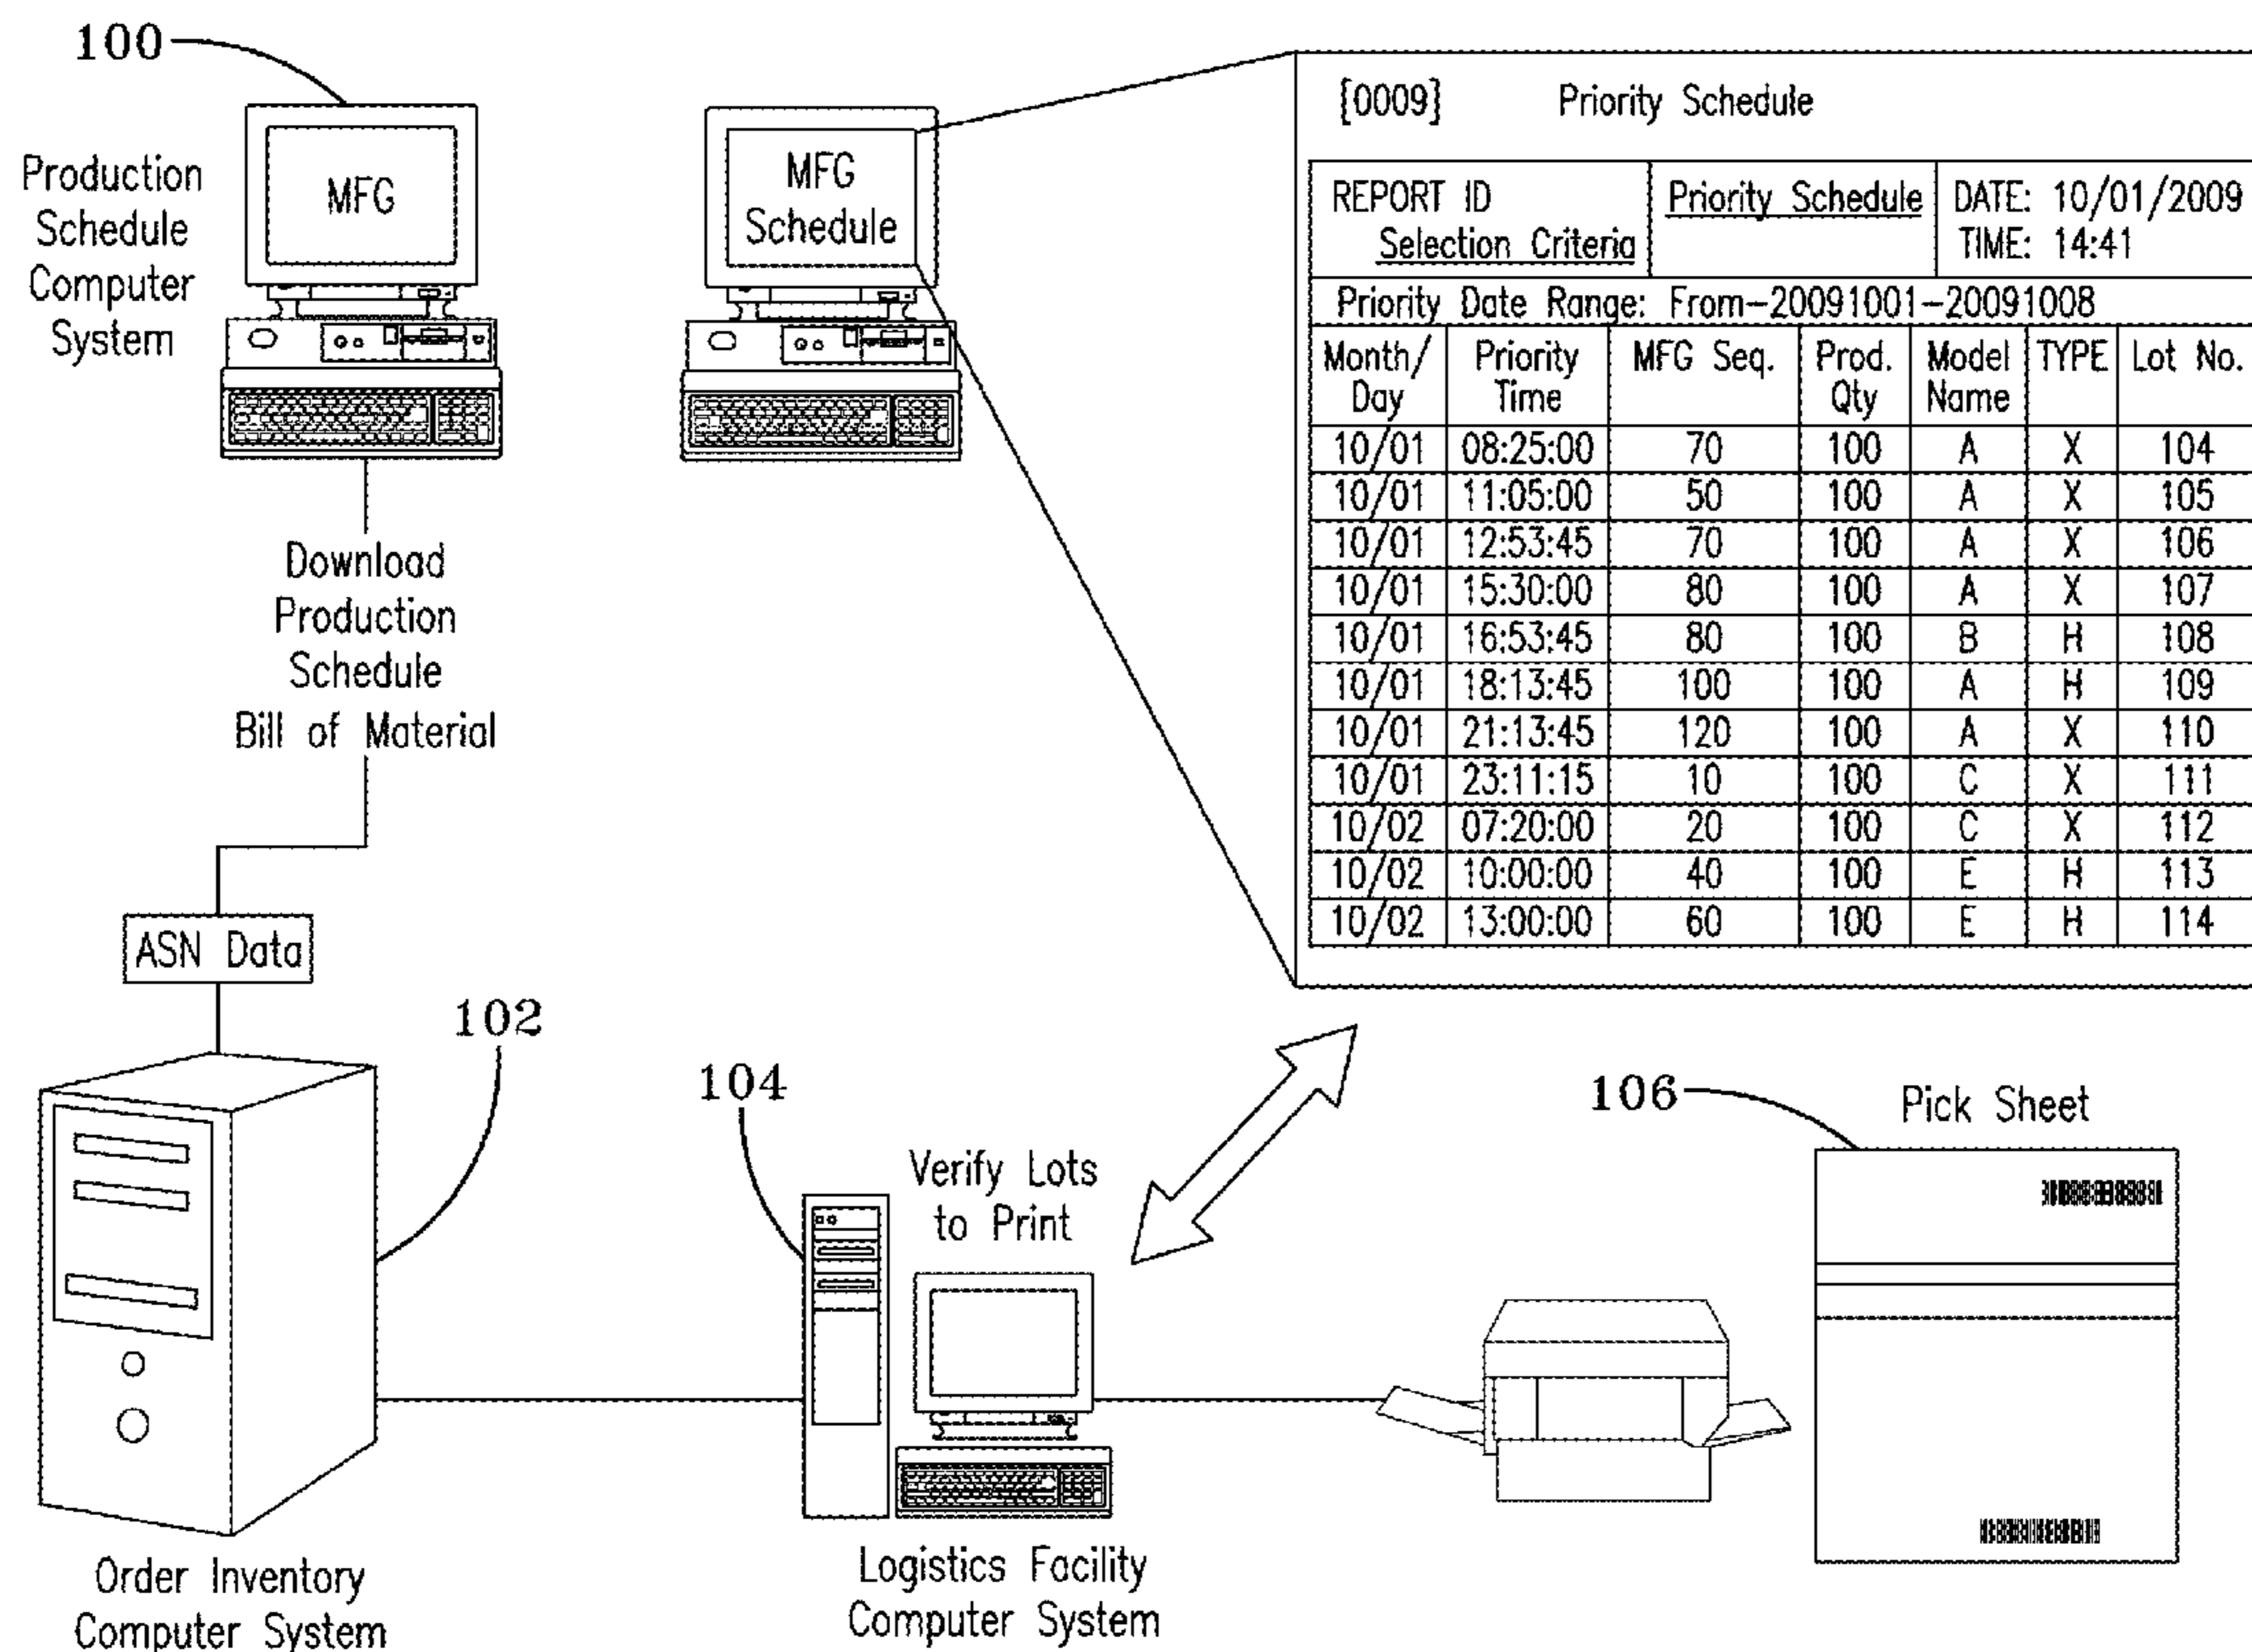 100
Production
Schedule
Computer
System
MFG
MFG
Schedule
[0009] Priority Schedule
REPORT ID Priority Schedule DATE: 10/01/2009
Selection Criteria TIME: 14:41
Priority Date Range: From-20091001-20091008
Month/ Priority MFG Seq. Prod. Model TYPE Lot No.
Day Time Qty Name
10/01 08:25:00 70 100 A X 104
10/01 11:05:00 50 100 A X 105
10/01 12:53:45 70 100 A X 106
10/01 15:30:00 80 100 A X 107
10/01 16:53:45 80 100 B H 108
10/01 18:13:45 100 100 A H 109
10/01 21:13:45 120 100 A X 110
10/01 23:11:15 10 100 C X 111
10/02 07:20:00 20 100 C X 112
10/02 10:00:00 40 100 E H 113
10/02 13:00:00 60 100 E H 114
Download
Production
Schedule
Bill of Material
ASN Data
102
104
Verify Lots
to Print
106
Pick Sheet
Order Inventory
Computer System
Logistics Facility
Computer System